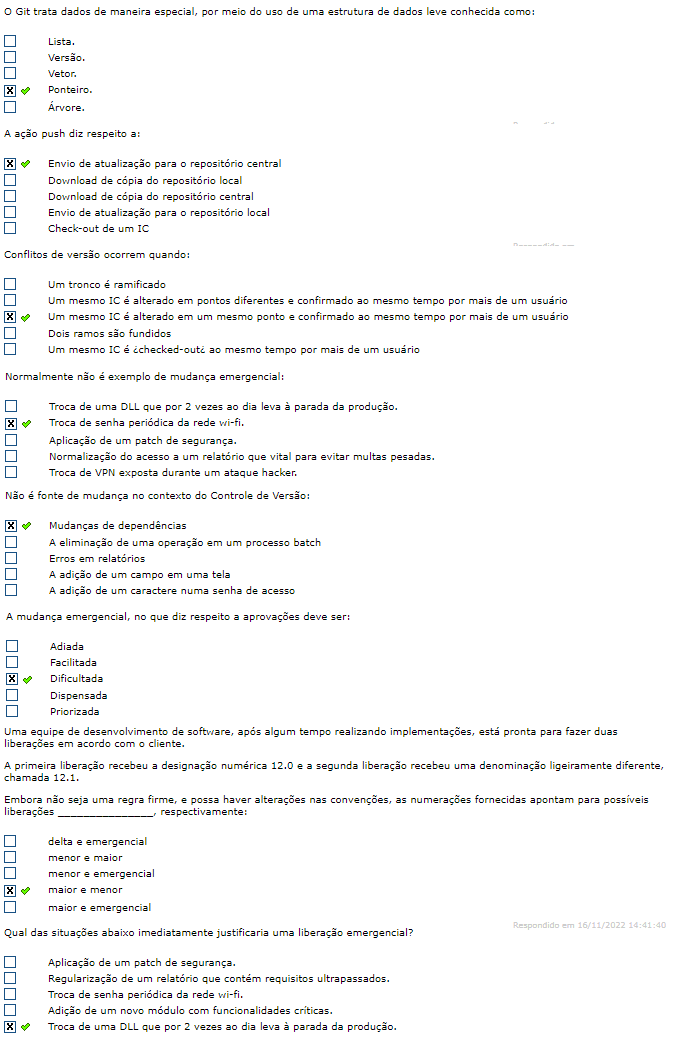 O Git trata dados de maneira especial, por meio do uso de uma estrutura de dados leve conhecida como:
Lista.
Versão.
Vetor.
X Ponteiro.
Árvore.
A ação push diz respeito a:
X Envio de atualização para o repositório central
Download de cópia do repositório local
Download de cópia do repositório central
Envio de atualização para o repositório local
Check-out de um IC
Conflitos de versão ocorrem quando:
Um tronco é ramificado
Um mesmo IC é alterado em pontos diferentes e confirmado ao mesmo tempo por mais de um usuário
X Um mesmo IC é alterado em um mesmo ponto e confirmado ao mesmo tempo por mais de um usuário
Dois ramos são fundidos
Um mesmo IC é ¿checked-out¿ ao mesmo tempo por mais de um usuário
Normalmente não é exemplo de mudança emergencial:
Troca de uma DLL que por 2 vezes ao dia leva à parada da produção.
X Troca de senha periódica da rede wi-fi.
Aplicação de um patch de segurança.
Normalização do acesso a um relatório que vital para evitar multas pesadas.
Troca de VPN exposta durante um ataque hacker.
Não é fonte de mudança no contexto do Controle de Versão:
X Mudanças de dependências
A eliminação de uma operação em um processo batch
Erros em relatórios
A adição de um campo em uma tela
A adição de um caractere numa senha de acesso
A mudança emergencial, no que diz respeito a aprovações deve ser:
Adiada
Facilitada
X Dificultada
Dispensada
Priorizada
Uma equipe de desenvolvimento de software, após algum tempo realizando implementações, está pronta para fazer duas
liberações em acordo com o cliente.
A primeira liberação recebeu a designação numérica 12.0 e a segunda liberação recebeu uma denominação ligeiramente diferente,
chamada 12.1.
Embora não seja uma regra firme, e possa haver alterações nas convenções, as numerações fornecidas apontam para possíveis
liberações _______________, respectivamente:
delta e emergencial
menor e maior
menor e emergencial
X maior e menor
maior e emergencial
Respondido em 16/11/2022 14:41:40
Qual das situações abaixo imediatamente justificaria uma liberação emergencial?
Aplicação de um patch de segurança.
Regularização de um relatório que contém requisitos ultrapassados.
Troca de senha periódica da rede wi-fi.
Adição de um novo módulo com funcionalidades críticas.
X Troca de uma DLL que por 2 vezes ao dia leva à parada da produção.